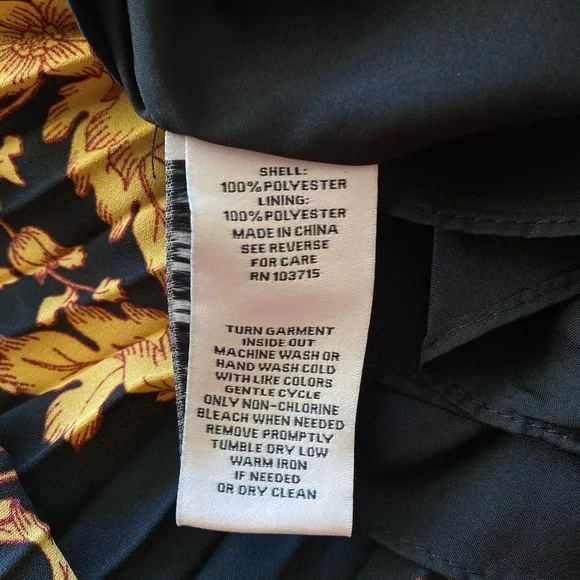 SHELL:
100% POLYESTER
LINING:
100% POLYESTER
MADE IN CHINA
SEE REVERSE
FOR CARE
RN 103715
TURN GARMENT
INSIDE OUT
MACHINE WASH OR
HAND WASH COLD
WITH LIKE COLORS
GENTLE CYCLE
ONLY NON-CHLORINE
BLEACH WHEN NEEDED
REMOVE PROMPTLY
TUMBLE DRY LOW
WARM IRON
IF NEEDED
OR DRY CLEAN